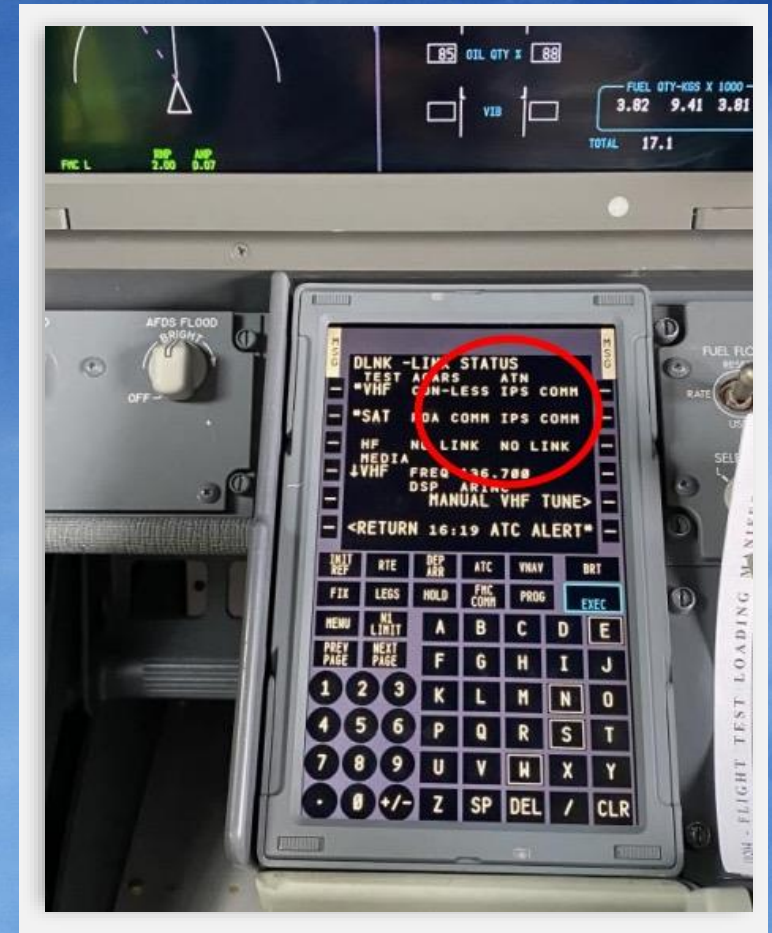 85 OIL QTY % 88
VIB
FUEL QTY-KGS X 1000
3.82 9.41 3.81
TOTAL 17.1
FMC L
RNP ANP
2.00 0.07
AFDS FLOOD
BRIGHT
OFF
MSG
MSG
DLNK -LINK STATUS
TEST ACARS ATN
*VHF CON-LESS IPS COMM
*SAT POA COMM IPS COMM
HF NO LINK NO LINK
MEDIA
↓VHF FREQ 136.700
DSP ARINC
MANUAL VHF TUNE>
<RETURN 16:19 ATC ALERT*
INIT REF RTE DEP ARR ATC VNAV BRT
FIX LEGS HOLD FMC COMM PROG EXEC
MENU N1 LIMIT A B C D E
PREV PAGE NEXT PAGE F G H I J
1 2 3 K L M N O
4 5 6 P Q R S T
7 8 9 U V W X Y
. 0 +/- Z SP DEL / CLR
RATE
- FLIGHT TEST LOADING